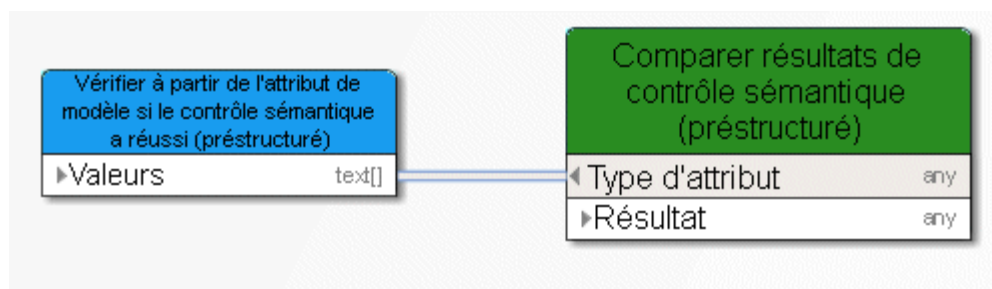 Vérifier à partir de l'attribut de
modèle si le contrôle sémantique
a réussi (préstructuré)
Valeurs text[]
Comparer résultats de
contrôle sémantique
(préstructuré)
Type d'attribut any
Résultat any